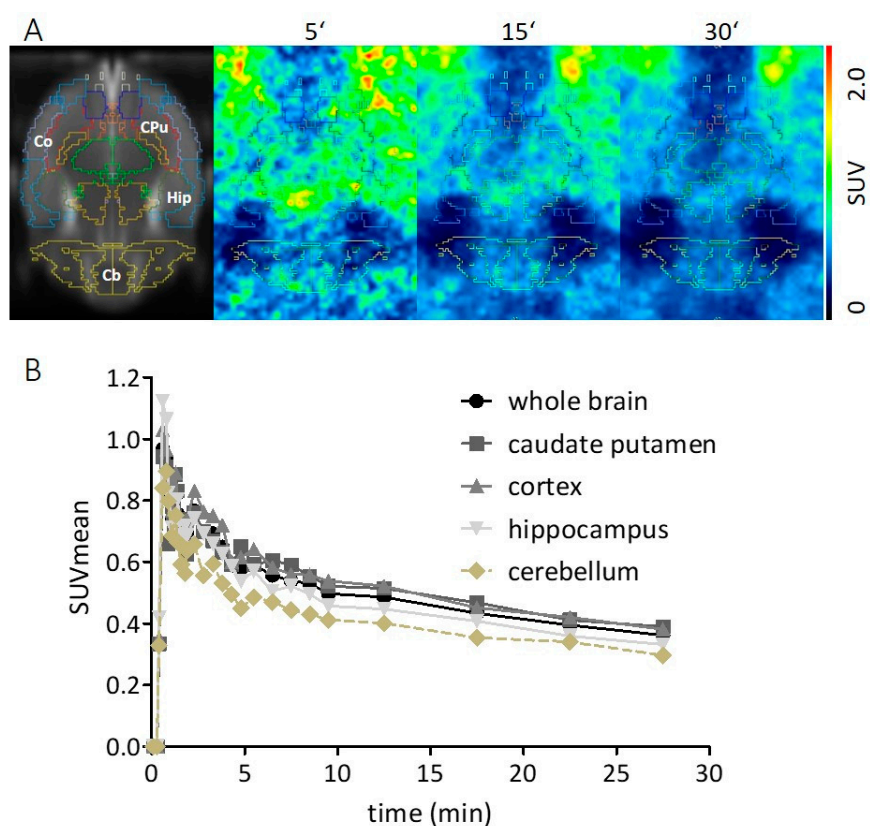 A
5‘
15‘
30‘
Co
CPu
Hip
Cb
2.0
SUV
0
B
1.2
1.0
0.8
0.6
0.4
0.2
0.0
SUVmean
whole brain
caudate putamen
cortex
hippocampus
cerebellum
0 5 10 15 20 25 30
time (min)